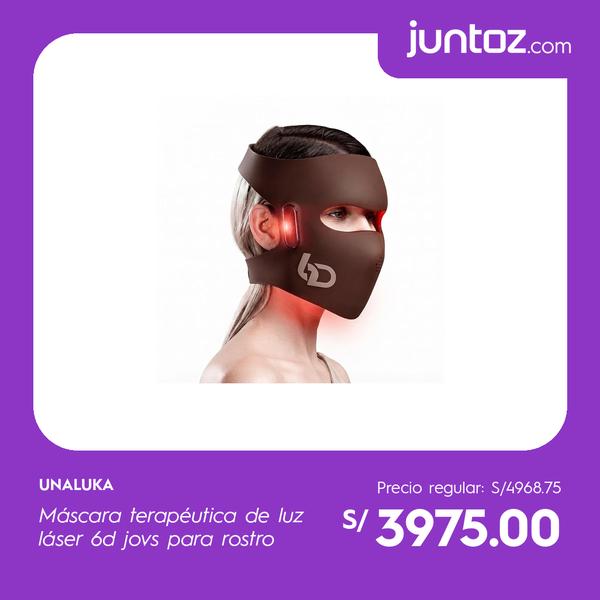 juntoz.com
6D
UNALUKA
Máscara terapéutica de luz
láser 6d jovs para rostro
Precio regular: S/4968.75
S/ 3975.00